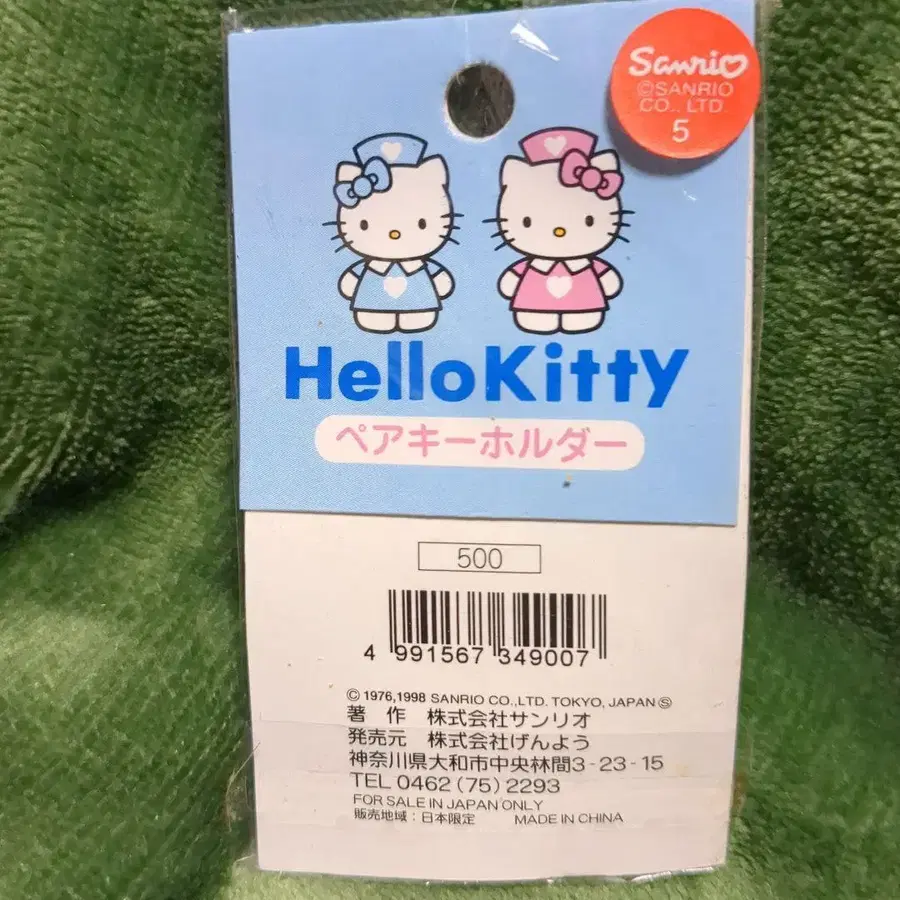 Sanrio
©SANRIO
CO., LTD.
5
HelloKitty
ペアキーホルダー
500
4 991567 349007
© 1976,1998 SANRIO CO.,LTD. TOKYO, JAPAN Ⓢ
著 作 株式会社サンリオ
発売元 株式会社げんよう
神奈川県大和市中央林間3-23-15
TEL 0462 (75) 2293
FOR SALE IN JAPAN ONLY
販売地域：日本限定 MADE IN CHINA